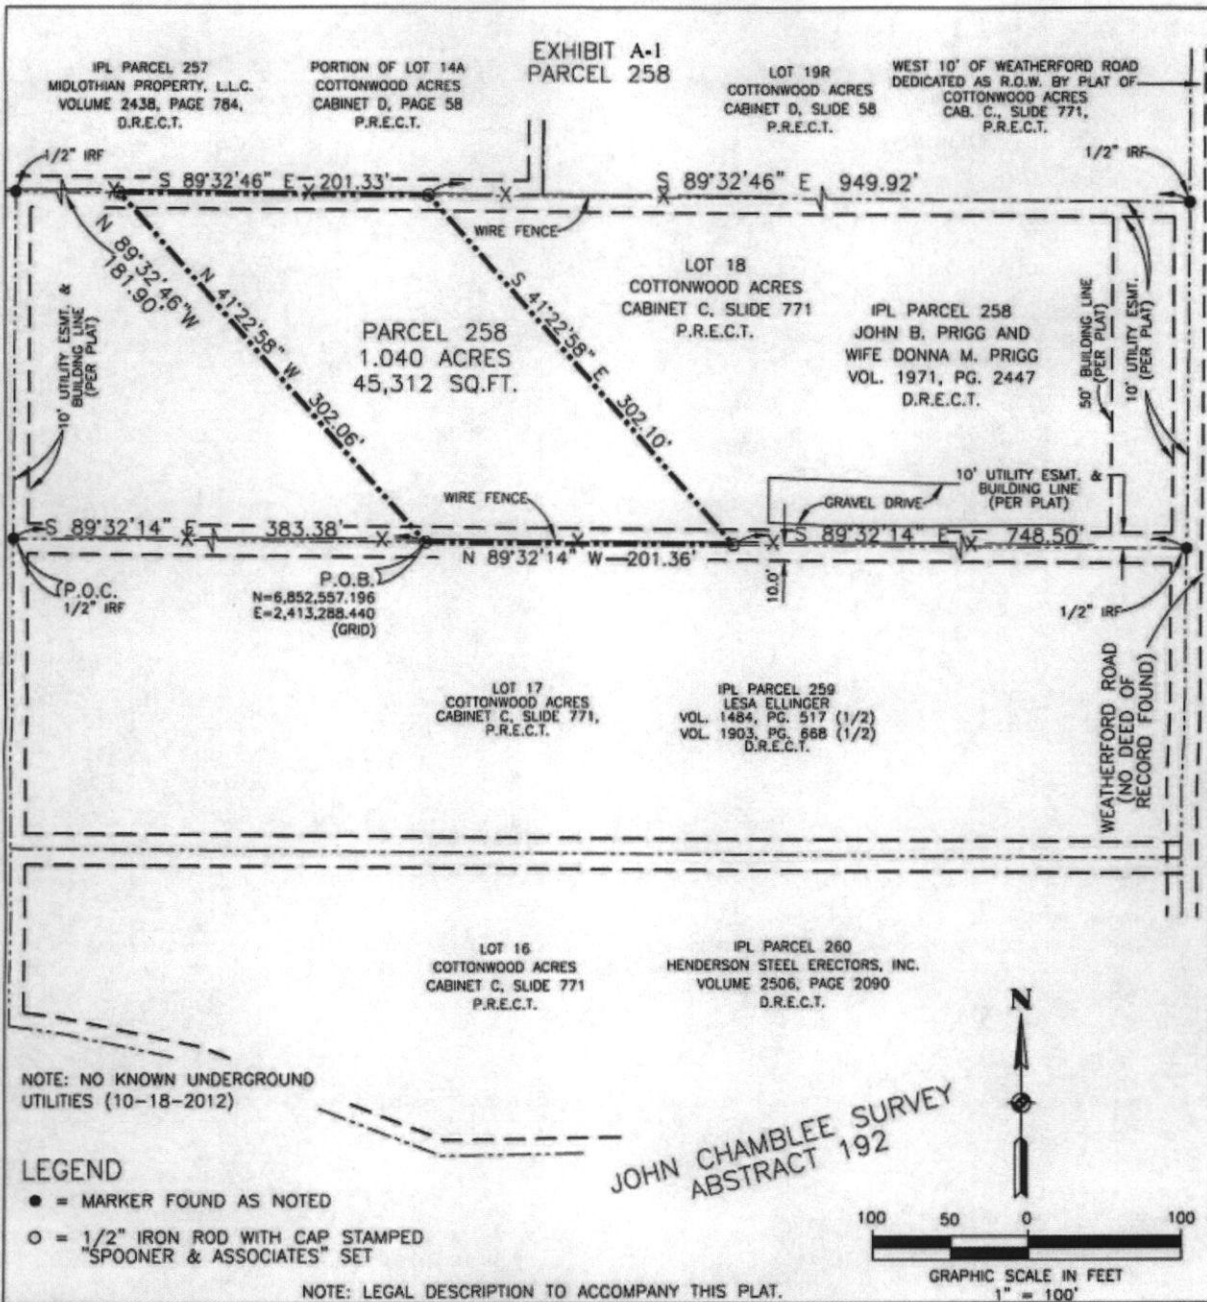 EXHIBIT A-1
PARCEL 258
IPL PARCEL 257
MIDLOTHIAN PROPERTY, L.L.C.
VOLUME 2438, PAGE 784,
D.R.E.C.T.
PORTION OF LOT 14A
COTTONWOOD ACRES
CABINET D, PAGE 58
P.R.E.C.T.
LOT 19R
COTTONWOOD ACRES
CABINET D, SLIDE 58
P.R.E.C.T.
WEST 10' OF WEATHERFORD ROAD
DEDICATED AS R.O.W. BY PLAT OF
COTTONWOOD ACRES
CAB. C., SLIDE 771,
P.R.E.C.T.
1/2" IRF
1/2" IRF
S 89°32'46" E 201.33'
S 89°32'46" E 949.92'
WIRE FENCE
N 89°32'46"W
181.90'
N 41°22'58" W 302.06'
S 41°22'58" E 302.10'
10' UTILITY ESMT. &
BUILDING LINE
(PER PLAT)
PARCEL 258
1.040 ACRES
45,312 SQ.FT.
LOT 18
COTTONWOOD ACRES
CABINET C, SLIDE 771
P.R.E.C.T.
IPL PARCEL 258
JOHN B. PRIGG AND
WIFE DONNA M. PRIGG
VOL. 1971, PG. 2447
D.R.E.C.T.
50' BUILDING LINE
(PER PLAT)
10' UTILITY ESMT.
(PER PLAT)
WIRE FENCE
GRAVEL DRIVE
10' UTILITY ESMT. &
BUILDING LINE
(PER PLAT)
S 89°32'14" E 383.38'
N 89°32'14" W 201.36'
S 89°32'14" E 748.50'
P.O.C.
1/2" IRF
P.O.B.
N=6,852,557.196
E=2,413,288.440
(GRID)
10.0'
1/2" IRF
WEATHERFORD ROAD
(NO DEED OF
RECORD FOUND)
LOT 17
COTTONWOOD ACRES
CABINET C, SLIDE 771,
P.R.E.C.T.
IPL PARCEL 259
LESA ELLINGER
VOL. 1484, PG. 517 (1/2)
VOL. 1903, PG. 668 (1/2)
D.R.E.C.T.
LOT 16
COTTONWOOD ACRES
CABINET C, SLIDE 771
P.R.E.C.T.
IPL PARCEL 260
HENDERSON STEEL ERECTORS, INC.
VOLUME 2506, PAGE 2090
D.R.E.C.T.
N
NOTE: NO KNOWN UNDERGROUND
UTILITIES (10-18-2012)
JOHN CHAMBLEE SURVEY
ABSTRACT 192
LEGEND
● = MARKER FOUND AS NOTED
○ = 1/2" IRON ROD WITH CAP STAMPED
"SPOONER & ASSOCIATES" SET
100 50 0 100
GRAPHIC SCALE IN FEET
1" = 100'
NOTE: LEGAL DESCRIPTION TO ACCOMPANY THIS PLAT.